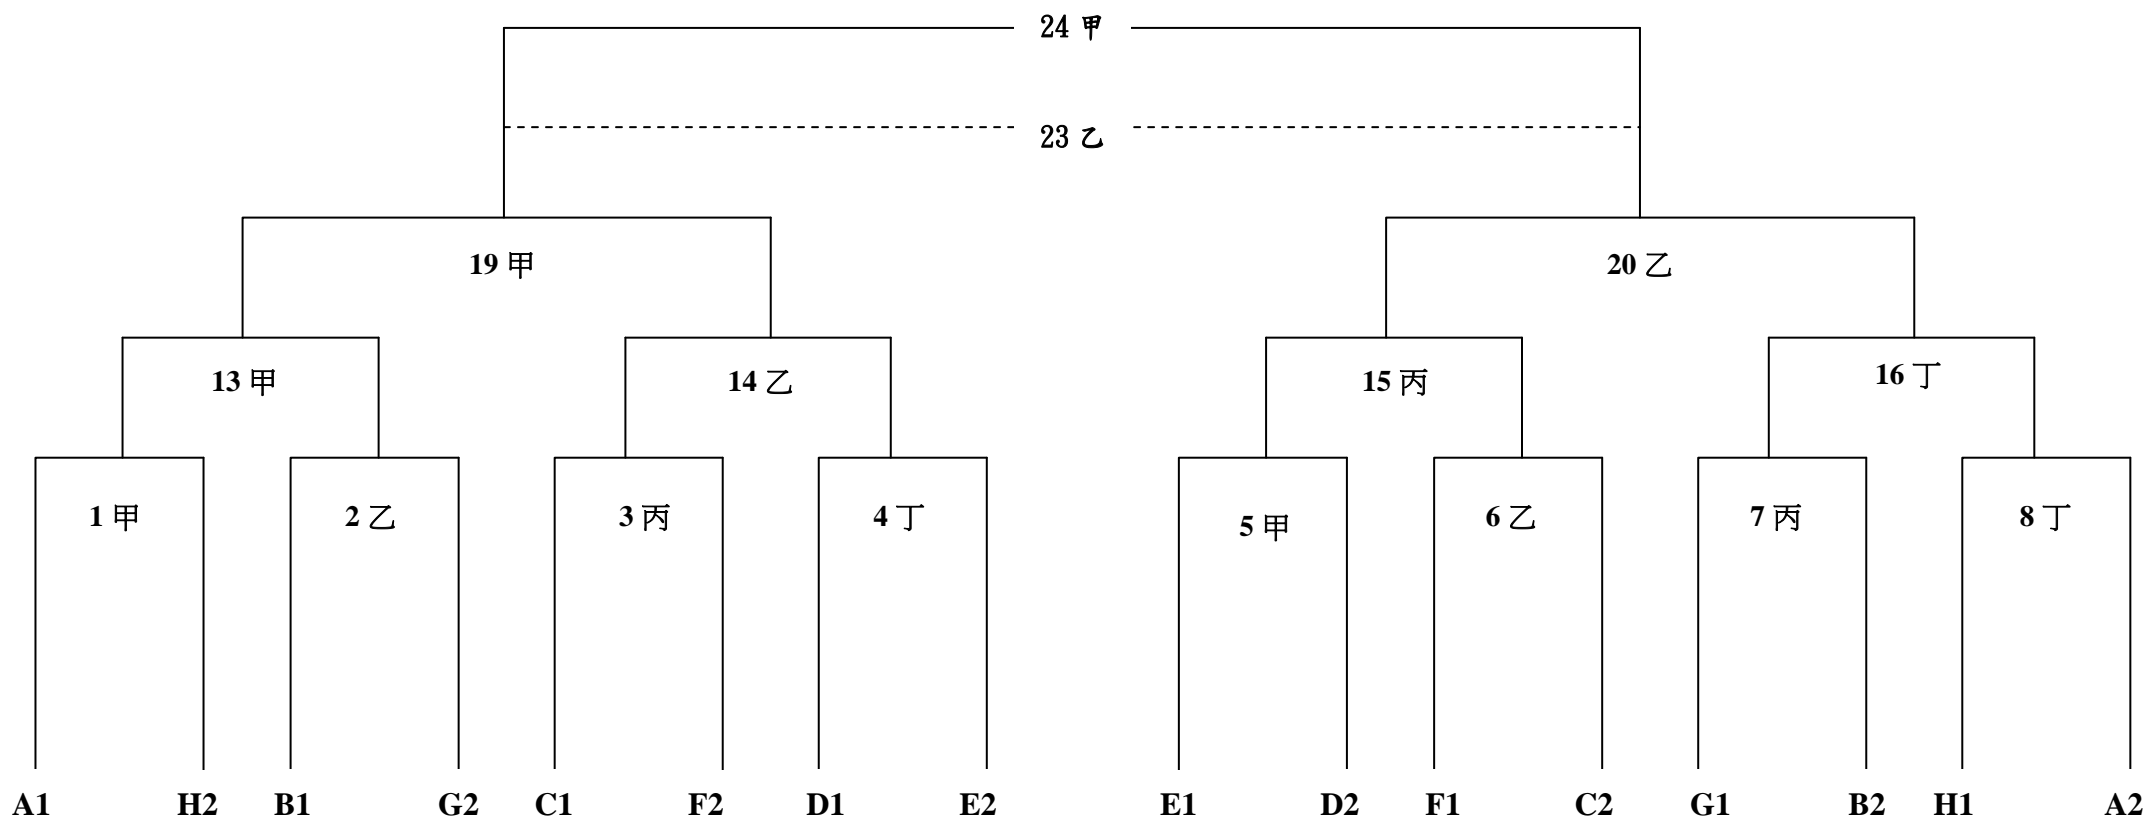 24 甲
23 乙
19 甲
20 乙
13 甲
14 乙
15 丙
16 丁
1 甲
2 乙
3 丙
4 丁
5 甲
6 乙
7 丙
8 丁
A1 H2 B1 G2 C1 F2 D1 E2 E1 D2 F1 C2 G1 B2 H1 A2